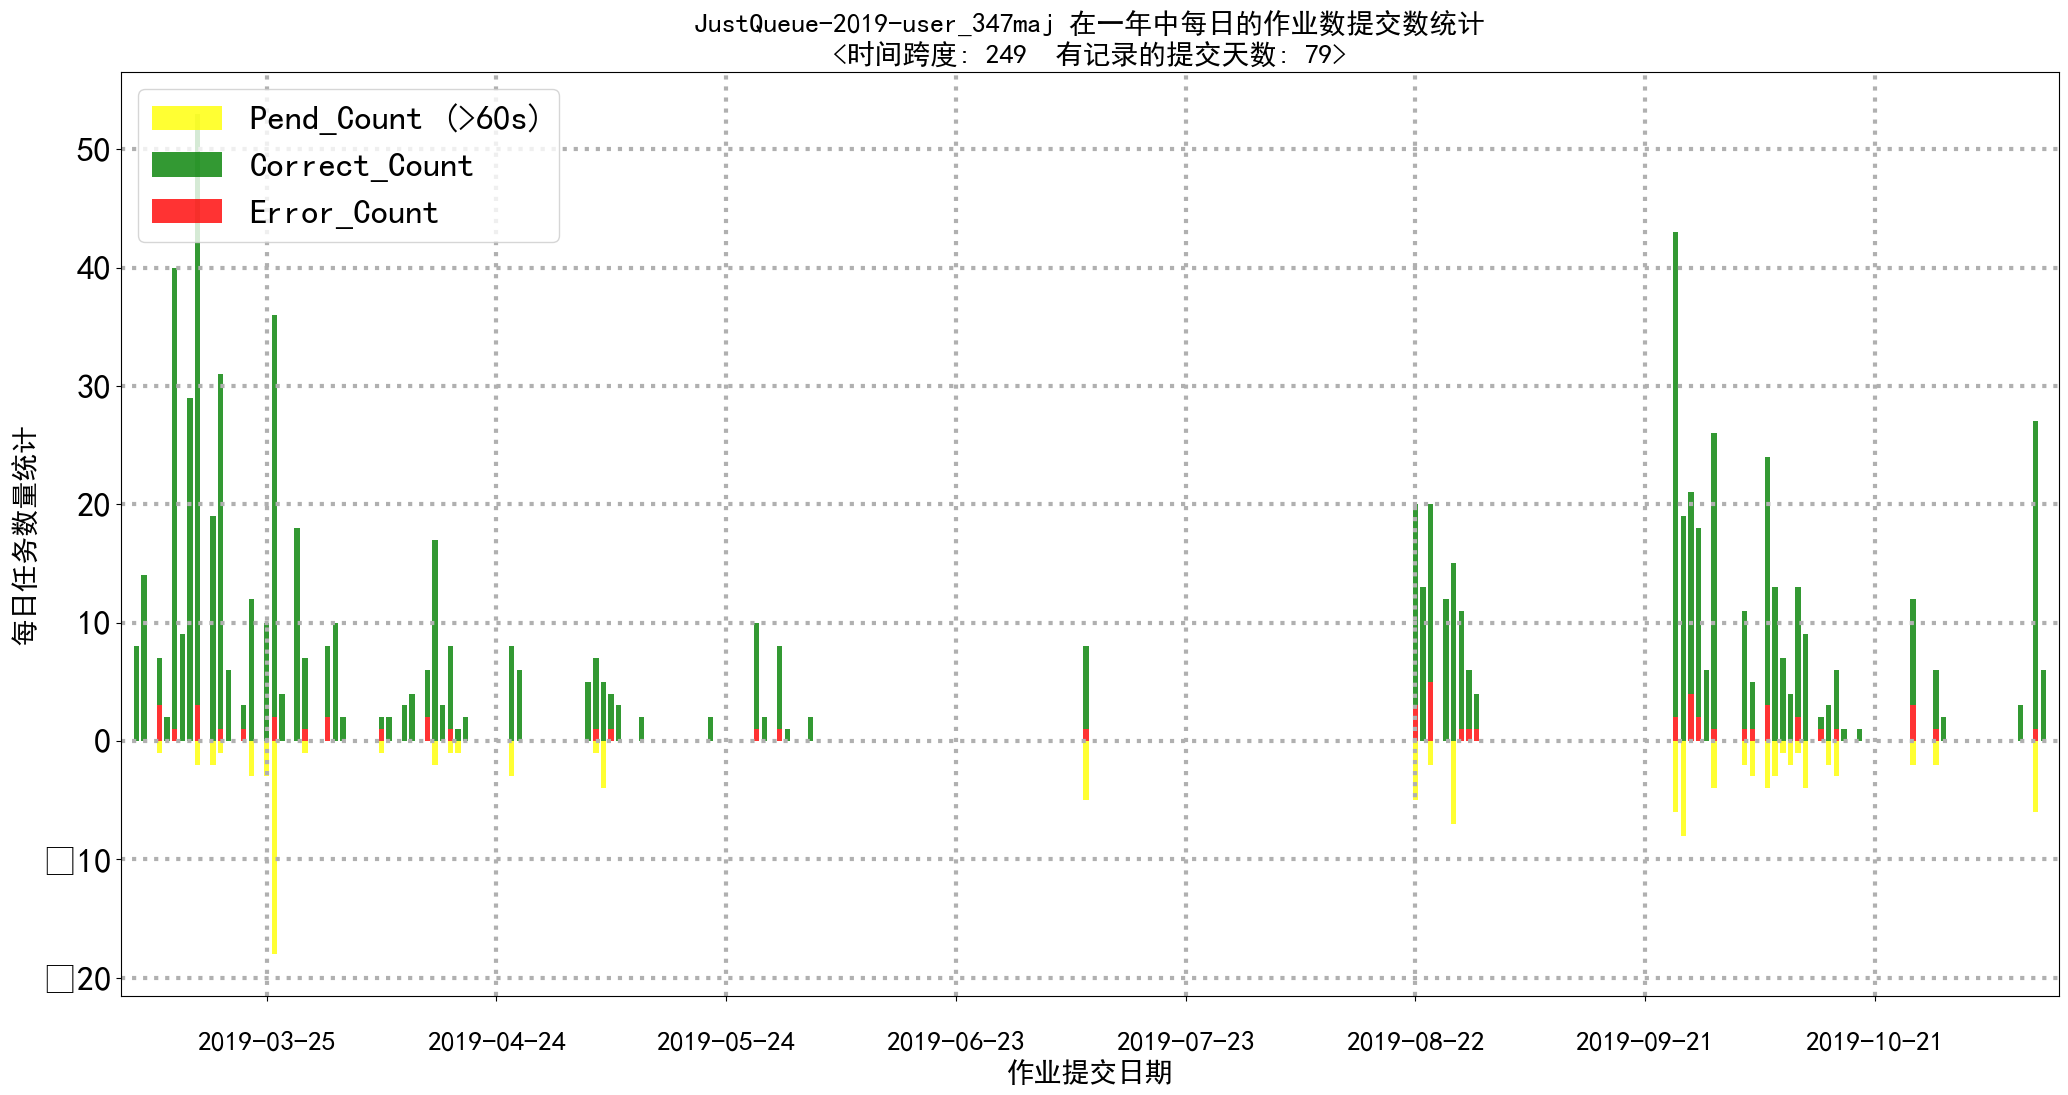 JustQueue-2019-user_347maj 在一年中每日的作业数提交数统计
<时间跨度: 249  有记录的提交天数: 79>
Pend_Count (>60s)
Correct_Count
Error_Count
每日任务数量统计
50
40
30
20
10
0
□10
□20
2019-03-25 2019-04-24 2019-05-24 2019-06-23 2019-07-23 2019-08-22 2019-09-21 2019-10-21
作业提交日期